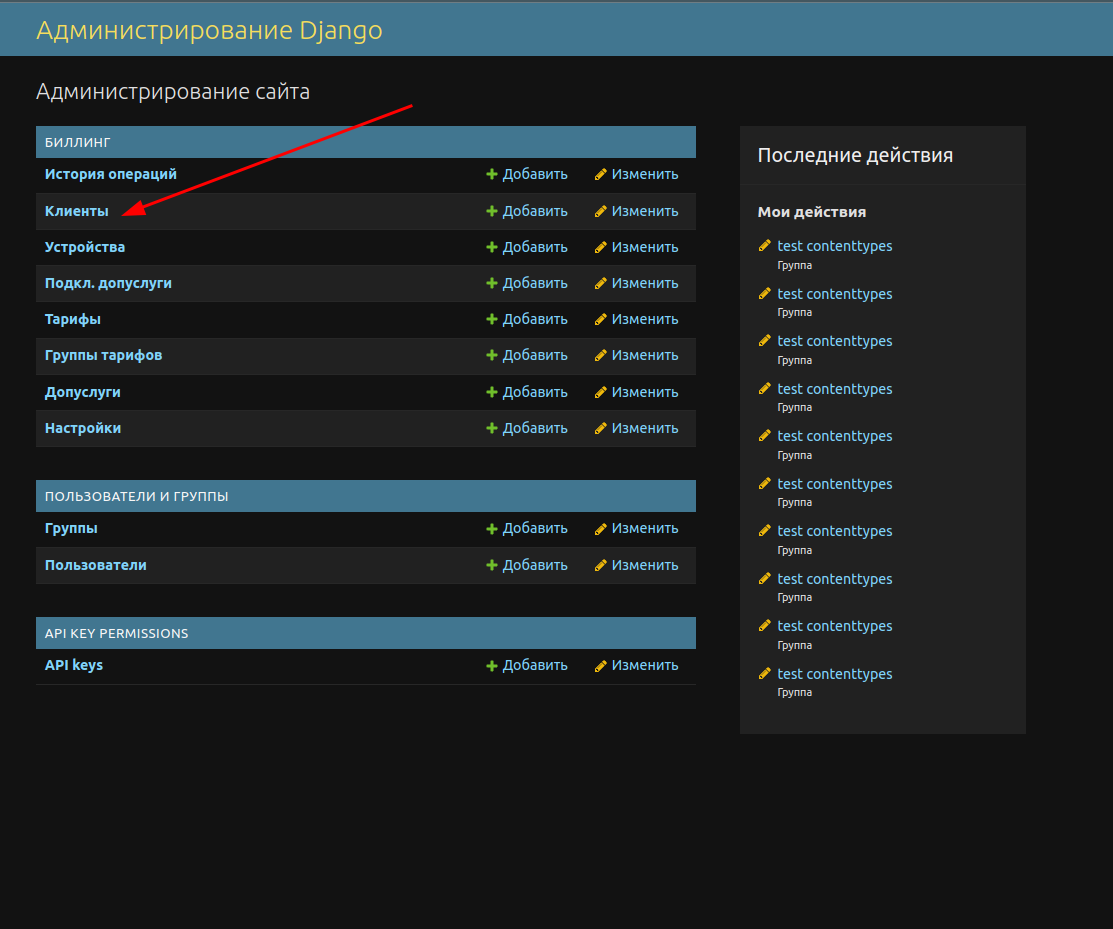 Администрирование Django
Администрирование сайта
БИЛЛИНГ
История операций Добавить Изменить
Клиенты Добавить Изменить
Устройства Добавить Изменить
Подкл. допуслуги Добавить Изменить
Тарифы Добавить Изменить
Группы тарифов Добавить Изменить
Допуслуги Добавить Изменить
Настройки Добавить Изменить
ПОЛЬЗОВАТЕЛИ И ГРУППЫ
Группы Добавить Изменить
Пользователи Добавить Изменить
API KEY PERMISSIONS
API keys Добавить Изменить
Последние действия
Мои действия
test contenttypes
Группа
test contenttypes
Группа
test contenttypes
Группа
test contenttypes
Группа
test contenttypes
Группа
test contenttypes
Группа
test contenttypes
Группа
test contenttypes
Группа
test contenttypes
Группа
test contenttypes
Группа